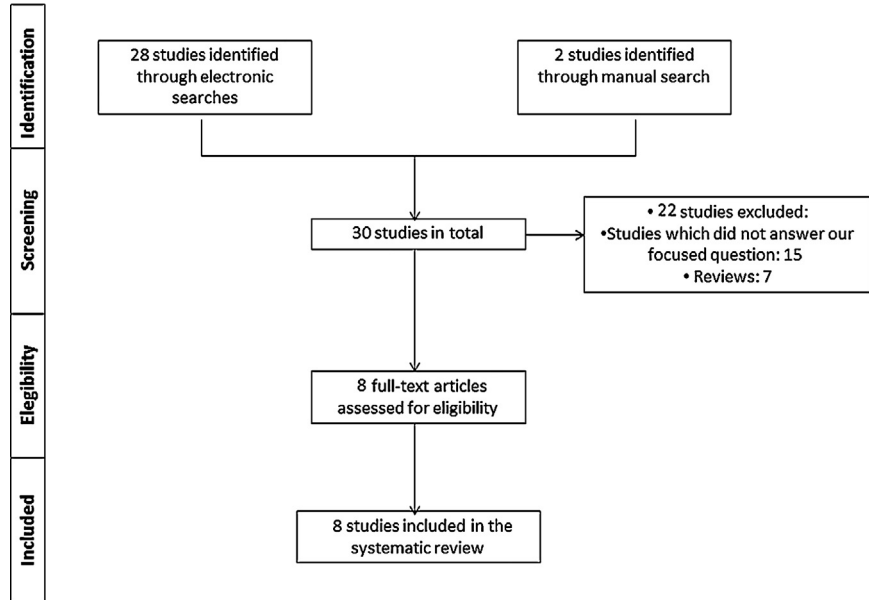 Identification
28 studies identified
through electronic
searches
2 studies identified
through manual search
Screening
30 studies in total
• 22 studies excluded:
•Studies which did not answer our
focused question: 15
• Reviews: 7
Elegibility
8 full-text articles
assessed for eligibility
Included
8 studies included in the
systematic review